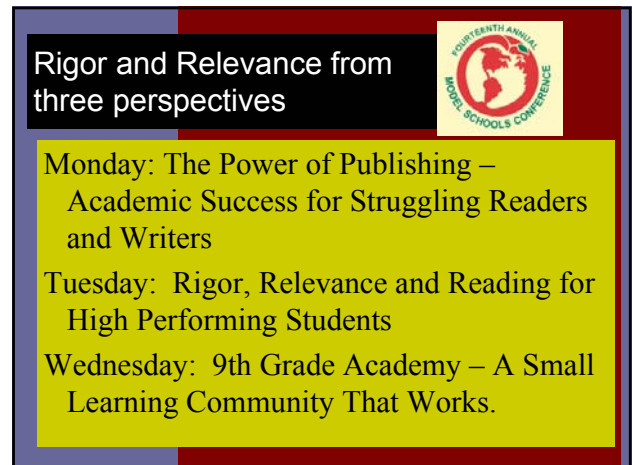 Rigor and Relevance from
three perspectives
FOURTEENTH ANNUAL
MODEL SCHOOLS CONFERENCE
Monday: The Power of Publishing –
Academic Success for Struggling Readers
and Writers
Tuesday:  Rigor, Relevance and Reading for
High Performing Students
Wednesday:  9th Grade Academy – A Small
Learning Community That Works.